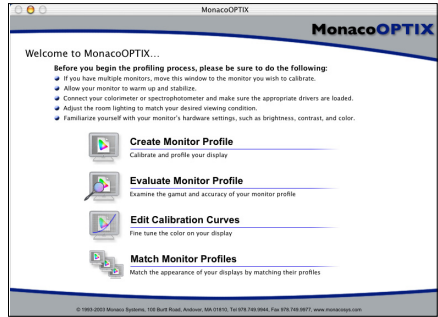 MonacoOPTIX
MonacoOPTIX
Welcome to MonacoOPTIX...
Before you begin the profiling process, please be sure to do the following:
If you have multiple monitors, move this window to the monitor you wish to calibrate.
Allow your monitor to warm up and stabilize.
Connect your colorimeter or spectrophotometer and make sure the appropriate drivers are loaded.
Adjust the room lighting to match your desired viewing condition.
Familiarize yourself with your monitor's hardware settings, such as brightness, contrast, and color.
Create Monitor Profile
Calibrate and profile your display
Evaluate Monitor Profile
Examine the gamut and accuracy of your monitor profile
Edit Calibration Curves
Fine tune the color on your display
Match Monitor Profiles
Match the appearance of your displays by matching their profiles
© 1993-2003 Monaco Systems, 100 Burtt Road, Andover, MA 01810, Tel 978.749.9944, Fax 978.749.9977, www.monacosys.com